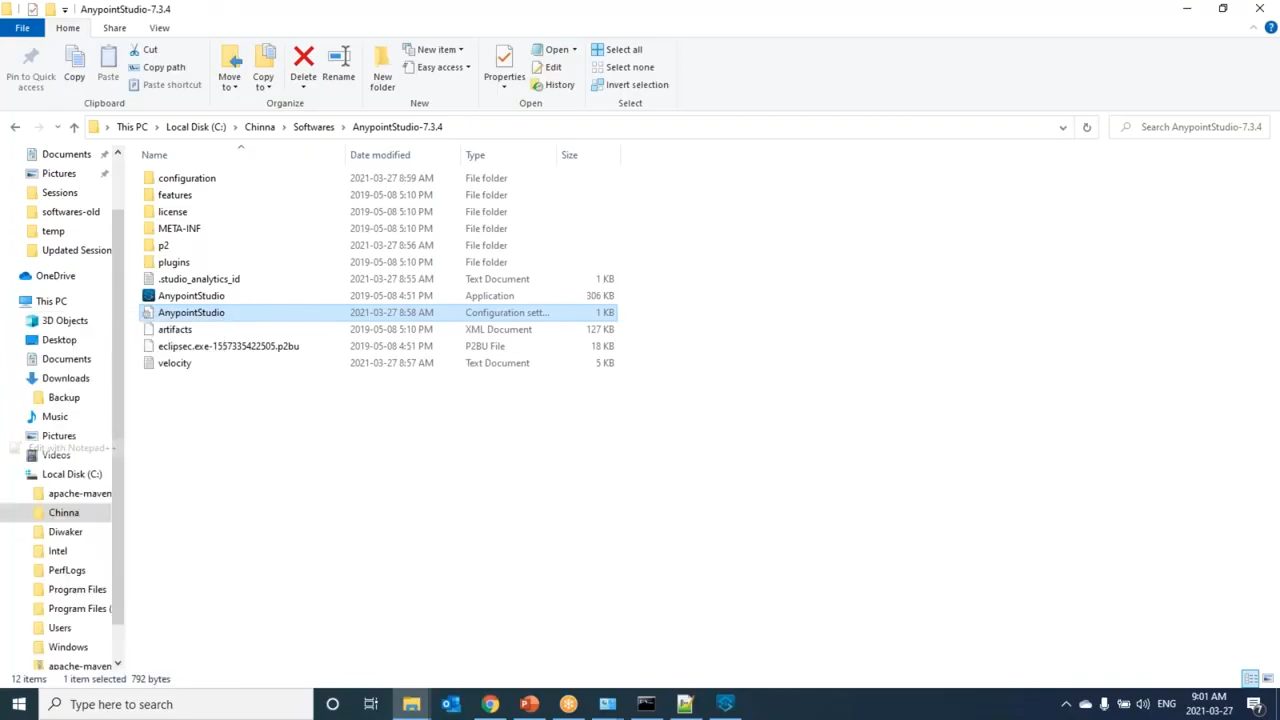 AnypointStudio-7.3.4
File Home Share View
Pin to Quick access
Copy
Paste
Cut
Copy path
Paste shortcut
Clipboard
Move to
Copy to
Delete
Rename
Organize
New folder
New item
Easy access
New
Properties
Open
Edit
History
Open
Select all
Select none
Invert selection
Select
This PC > Local Disk (C:) > Chinna > Softwares > AnypointStudio-7.3.4
Search AnypointStudio-7.3.4
Documents
Pictures
Sessions
softwares-old
temp
Updated Session
OneDrive
This PC
3D Objects
Desktop
Documents
Downloads
Backup
Music
Pictures
Edit with Notepad++
Videos
Local Disk (C:)
apache-maven
Chinna
Diwaker
Intel
PerfLogs
Program Files
Program Files (
Users
Windows
apache-maven
Name Date modified Type Size
configuration 2021-03-27 8:59 AM File folder
features 2019-05-08 5:10 PM File folder
license 2019-05-08 5:10 PM File folder
META-INF 2019-05-08 5:10 PM File folder
p2 2021-03-27 8:56 AM File folder
plugins 2019-05-08 5:10 PM File folder
.studio_analytics_id 2021-03-27 8:55 AM Text Document 1 KB
AnypointStudio 2019-05-08 4:51 PM Application 306 KB
AnypointStudio 2021-03-27 8:58 AM Configuration sett... 1 KB
artifacts 2019-05-08 5:10 PM XML Document 127 KB
eclipsec.exe-1557335422505.p2bu 2019-05-08 4:51 PM P2BU File 18 KB
velocity 2021-03-27 8:57 AM Text Document 5 KB
12 items 1 item selected 792 bytes
Type here to search
ENG
9:01 AM
2021-03-27